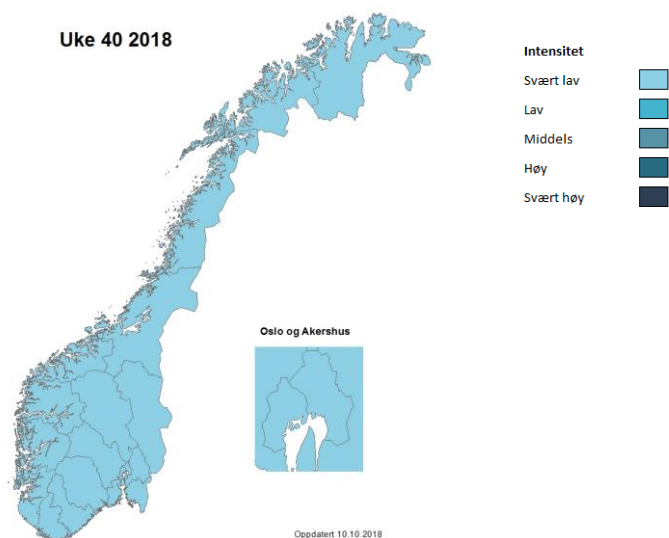 Uke 40 2018
Intensitet
Svært lav
Lav
Middels
Høy
Svært høy
Oslo og Akershus
Oppdatert 10.10.2018